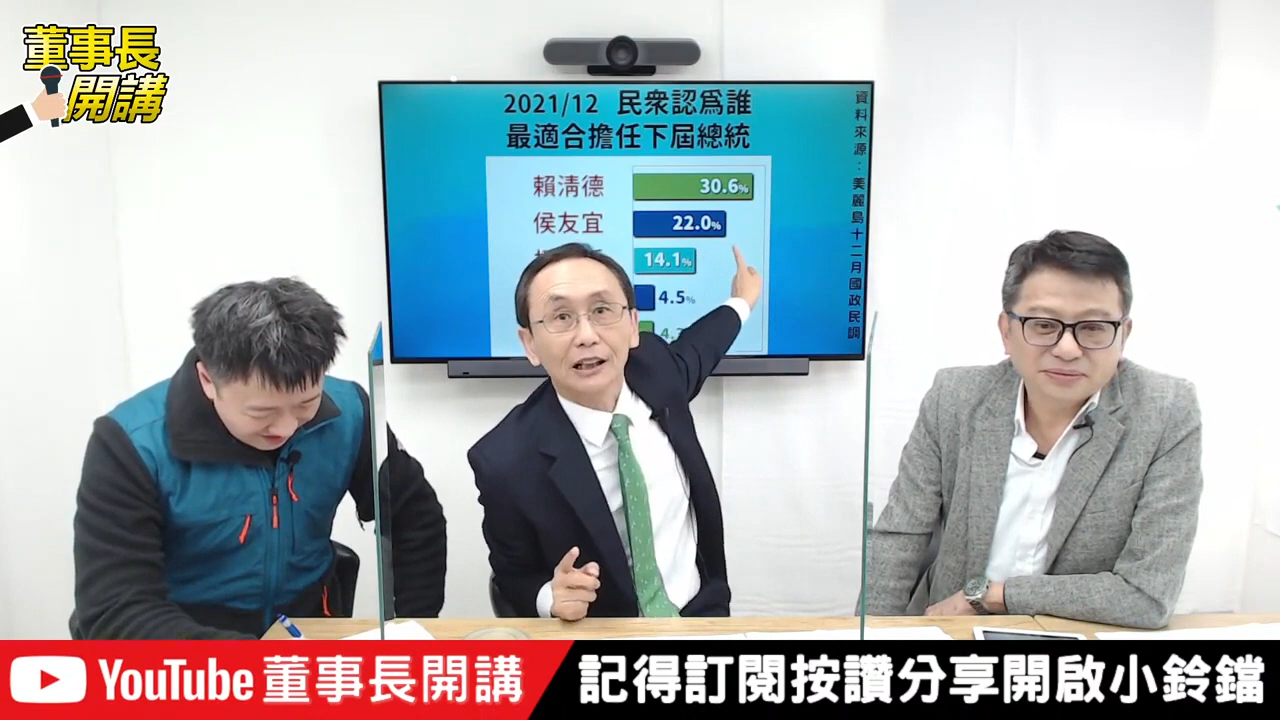 董事長
開講
2021/12 民眾認為誰
最適合擔任下屆總統
賴清德 30.6%
侯友宜 22.0%
14.1%
4.5%
資料來源：美麗島十二月國政民調
YouTube 董事長開講
記得訂閱按讚分享開啟小鈴鐺